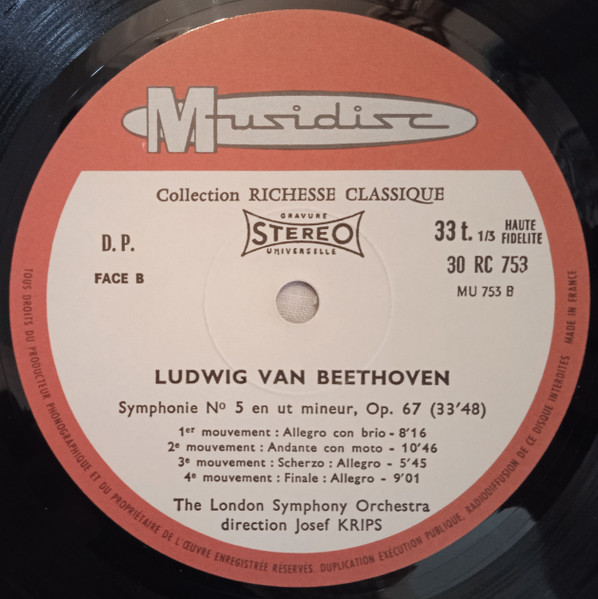 Musidisc
Collection RICHESSE CLASSIQUE
GRAVURE
STEREO
UNIVERSELLE
D. P.
FACE B
33 t. 1/3 HAUTE FIDELITE
30 RC 753
MU 753 B
LUDWIG VAN BEETHOVEN
Symphonie Nº 5 en ut mineur, Op. 67 (33'48)
1er mouvement : Allegro con brio - 8'16
2e mouvement : Andante con moto - 10'46
3e mouvement : Scherzo : Allegro - 5'45
4e mouvement : Finale : Allegro - 9'01
The London Symphony Orchestra
direction Josef KRIPS
TOUS DROITS DU PRODUCTEUR PHONOGRAPHIQUE ET DU PROPRIÉTAIRE DE L'ŒUVRE ENREGISTRÉE RÉSERVÉS. DUPLICATION EXÉCUTION PUBLIQUE, RADIODIFFUSION DE CE DISQUE INTERDITES MADE IN FRANCE